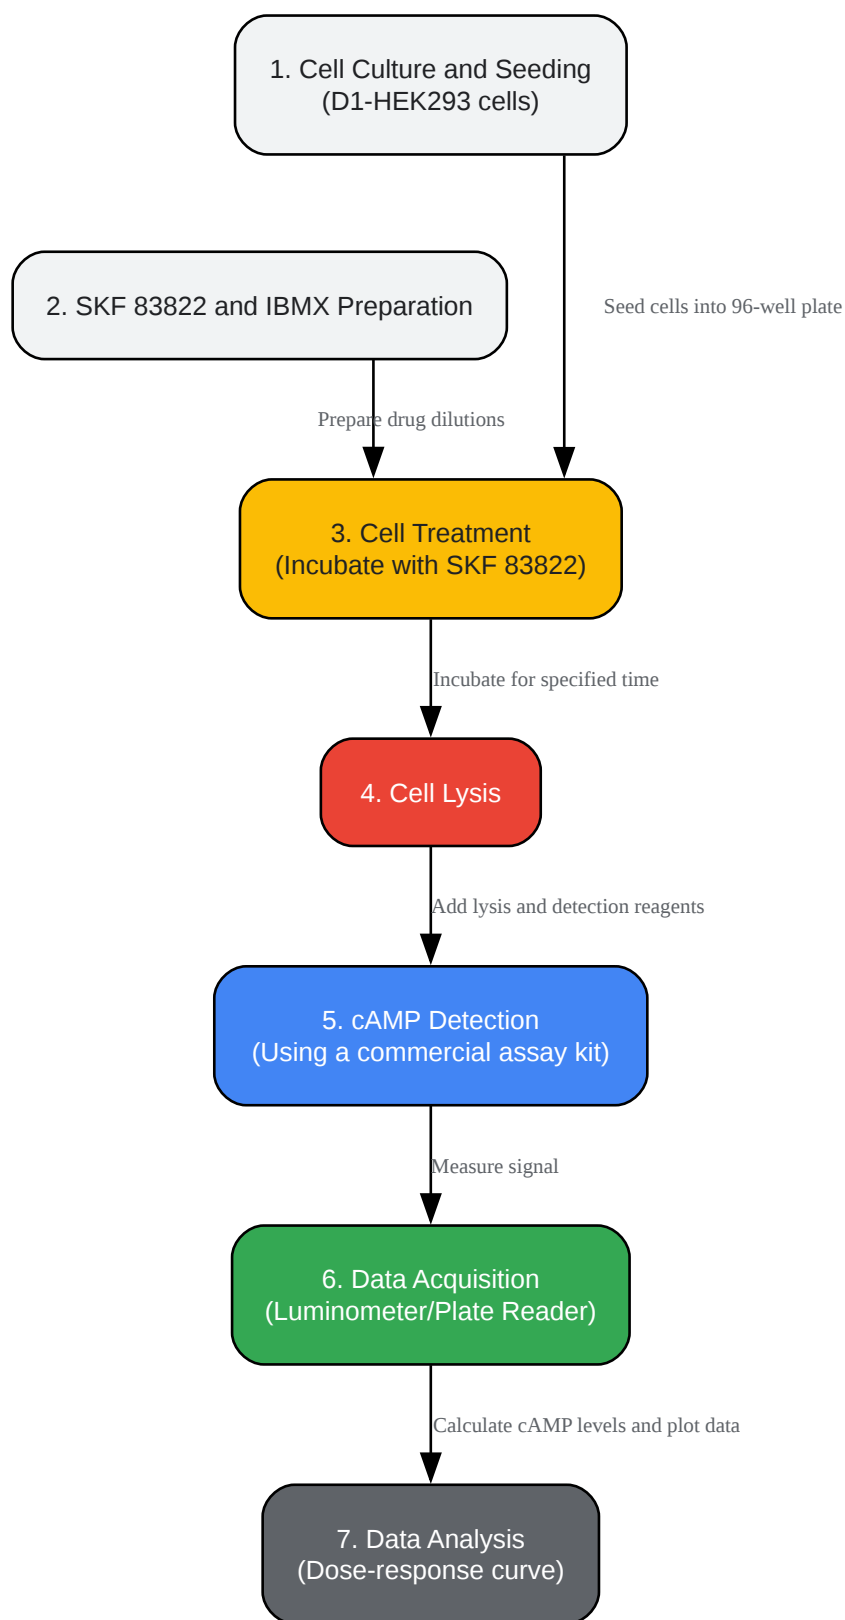 1. Cell Culture and Seeding
(D1-HEK293 cells)
2. SKF 83822 and IBMX Preparation
Seed cells into 96-well plate
Prepare drug dilutions
3. Cell Treatment
(Incubate with SKF 83822)
Incubate for specified time
4. Cell Lysis
Add lysis and detection reagents
5. cAMP Detection
(Using a commercial assay kit)
Measure signal
6. Data Acquisition
(Luminometer/Plate Reader)
Calculate cAMP levels and plot data
7. Data Analysis
(Dose-response curve)